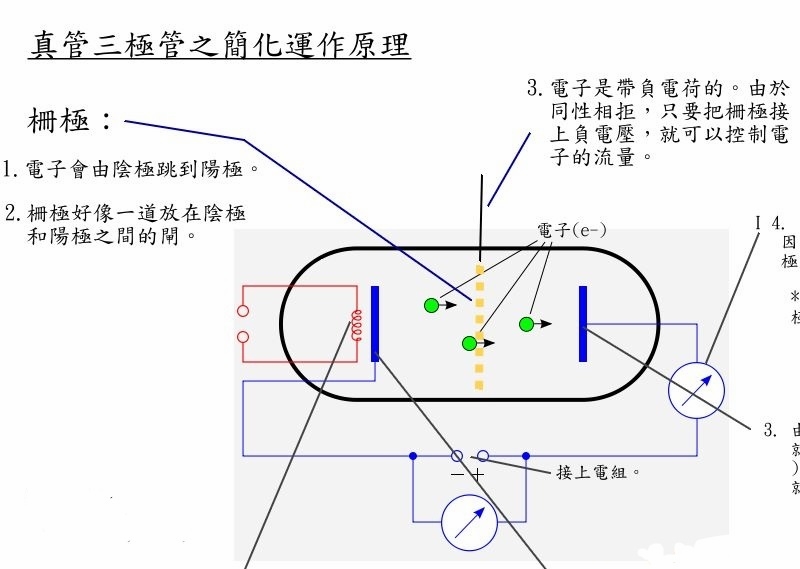 真管三極管之簡化運作原理
柵極：
1. 電子會由陰極跳到陽極。
2. 柵極好像一道放在陰極
和陽極之間的閘。
3. 電子是帶負電荷的。由於
同性相拒，只要把柵極接
上負電壓，就可以控制電
子的流量。
電子(e-)
I 4.
因
極
*
極
3. 由
就
)
就
接上電組。
− +